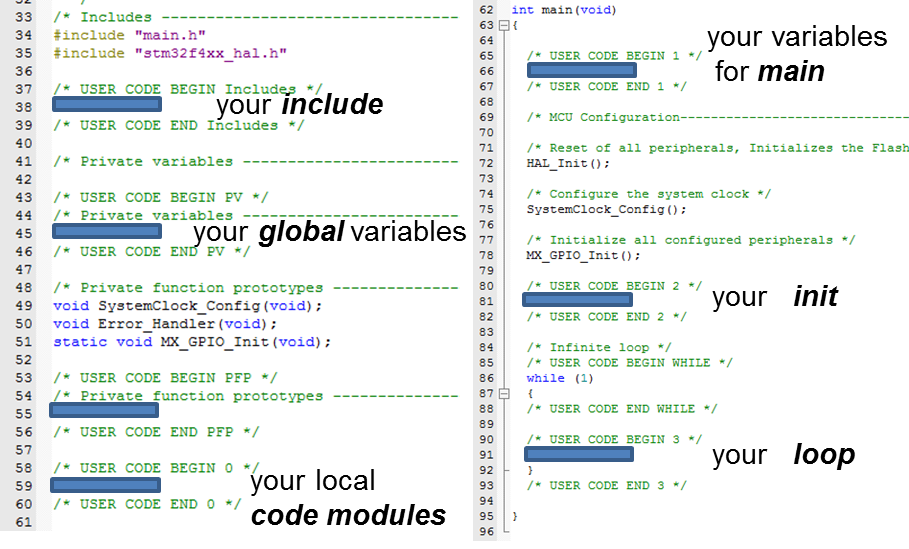 32 */
33 /* Includes ---------------------------------
34 #include "main.h"
35 #include "stm32f4xx_hal.h"
36
37 /* USER CODE BEGIN Includes */
38 your include
39 /* USER CODE END Includes */
40
41 /* Private variables ------------------------
42
43 /* USER CODE BEGIN PV */
44 /* Private variables ------------------------
45 your global variables
46 /* USER CODE END PV */
47
48 /* Private function prototypes --------------
49 void SystemClock_Config(void);
50 void Error_Handler(void);
51 static void MX_GPIO_Init(void);
52
53 /* USER CODE BEGIN PFP */
54 /* Private function prototypes --------------
55
56 /* USER CODE END PFP */
57
58 /* USER CODE BEGIN 0 */
59 your local
60 /* USER CODE END 0 */
code modules
61
62 int main(void)
63 {
64
65 /* USER CODE BEGIN 1 */
your variables
66 for main
67 /* USER CODE END 1 */
68
69 /* MCU Configuration-----------------------------
70
71 /* Reset of all peripherals, Initializes the Flash
72 HAL_Init();
73
74 /* Configure the system clock */
75 SystemClock_Config();
76
77 /* Initialize all configured peripherals */
78 MX_GPIO_Init();
79
80 /* USER CODE BEGIN 2 */
81 your init
82 /* USER CODE END 2 */
83
84 /* Infinite loop */
85 /* USER CODE BEGIN WHILE */
86 while (1)
87 {
88 /* USER CODE END WHILE */
89
90 /* USER CODE BEGIN 3 */
91 your loop
92 }
93 /* USER CODE END 3 */
94
95 }
96